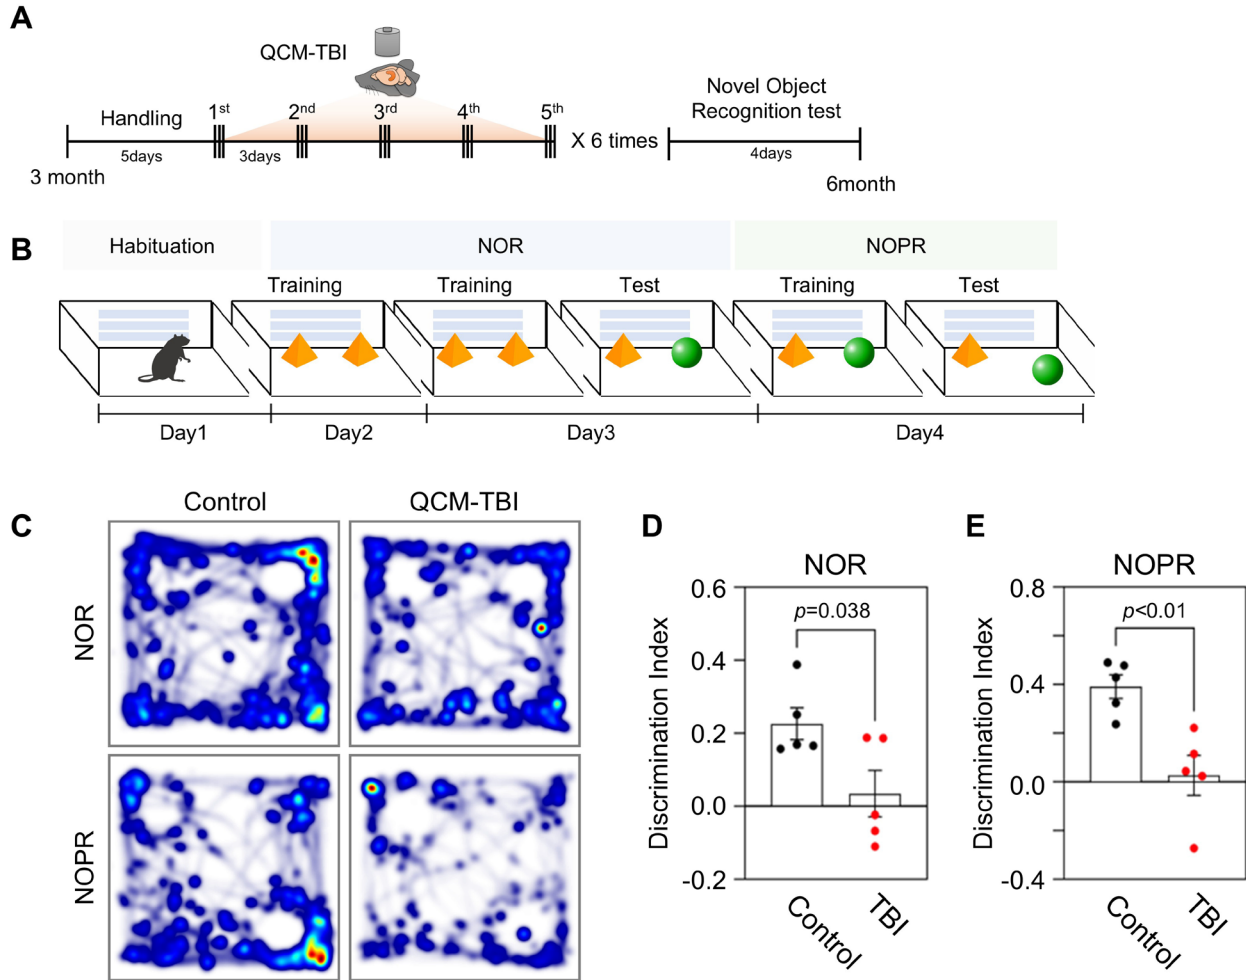 A
QCM-TBI
Handling
1st
2nd
3rd
4th
5th
X 6 times
Novel Object
Recognition test
5days
3days
4days
3 month
6month
B
Habituation
NOR
NOPR
Training
Training
Test
Training
Test
Day1
Day2
Day3
Day4
C
Control
QCM-TBI
NOR
NOPR
D
NOR
p=0.038
Discrimination Index
0.6
0.4
0.2
0.0
-0.2
Control
TBI
E
NOPR
p<0.01
Discrimination Index
0.8
0.4
0.0
-0.4
Control
TBI